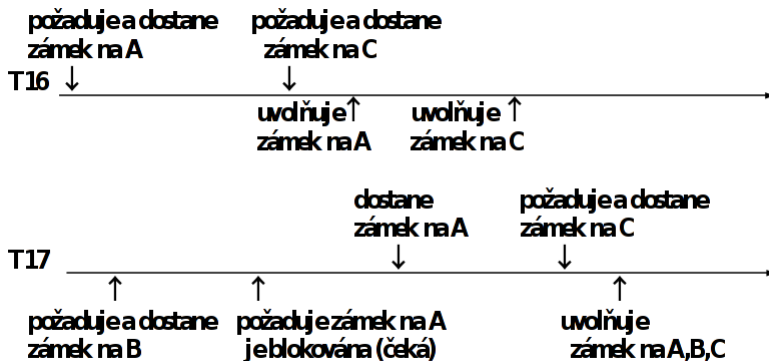 požaduje a dostane požaduje a dostane
zámek na A zámek na C
T16
uvolňuje uvolňuje
zámek na A zámek na C
dostane požaduje a dostane
zámek na A zámek na C
T17
požaduje a dostane požaduje zámek na A uvolňuje
zámek na B je blokována (čeká) zámek na A,B,C